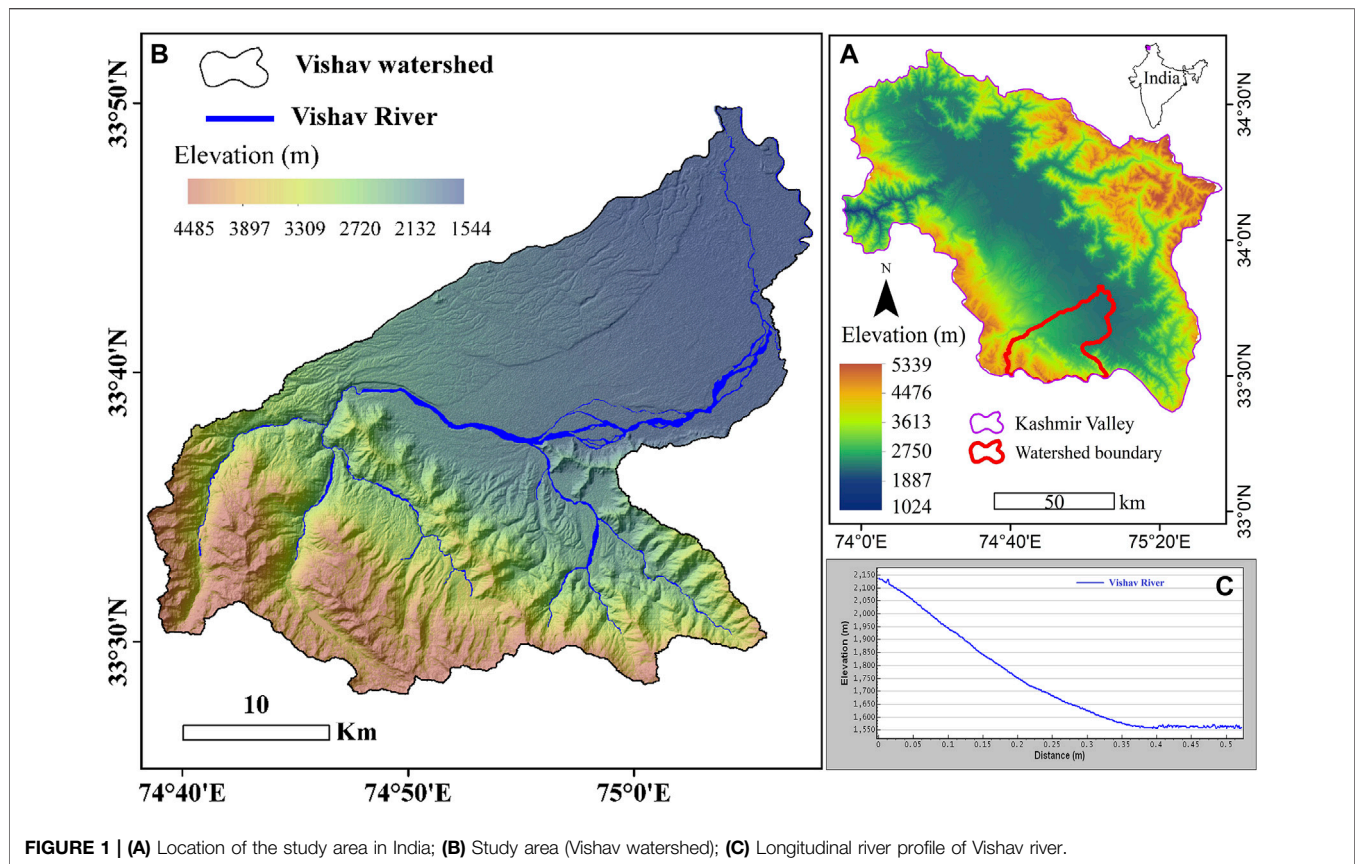 B
Vishav watershed
Vishav River
Elevation (m)
4485 3897 3309 2720 2132 1544
33°50'N
33°40'N
33°30'N
10
Km
74°40'E 74°50'E 75°0'E
A
India
N
34°30'N
34°0'N
33°30'N
33°0'N
Elevation (m)
5339
4476
3613
2750
1887
1024
Kashmir Valley
Watershed boundary
50 km
74°0'E 74°40'E 75°20'E
C
Vishav River
Elevation (m)
2,150
2,100
2,050
2,000
1,950
1,900
1,850
1,800
1,750
1,700
1,650
1,600
1,550
0 0.05 0.1 0.15 0.2 0.25 0.3 0.35 0.4 0.45 0.5
Distance (m)
FIGURE 1 | (A) Location of the study area in India; (B) Study area (Vishav watershed); (C) Longitudinal river profile of Vishav river.